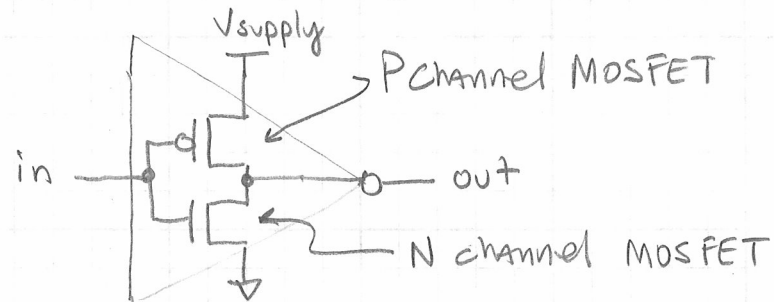 Vsupply
P channel MOSFET
in
out
N channel MOSFET